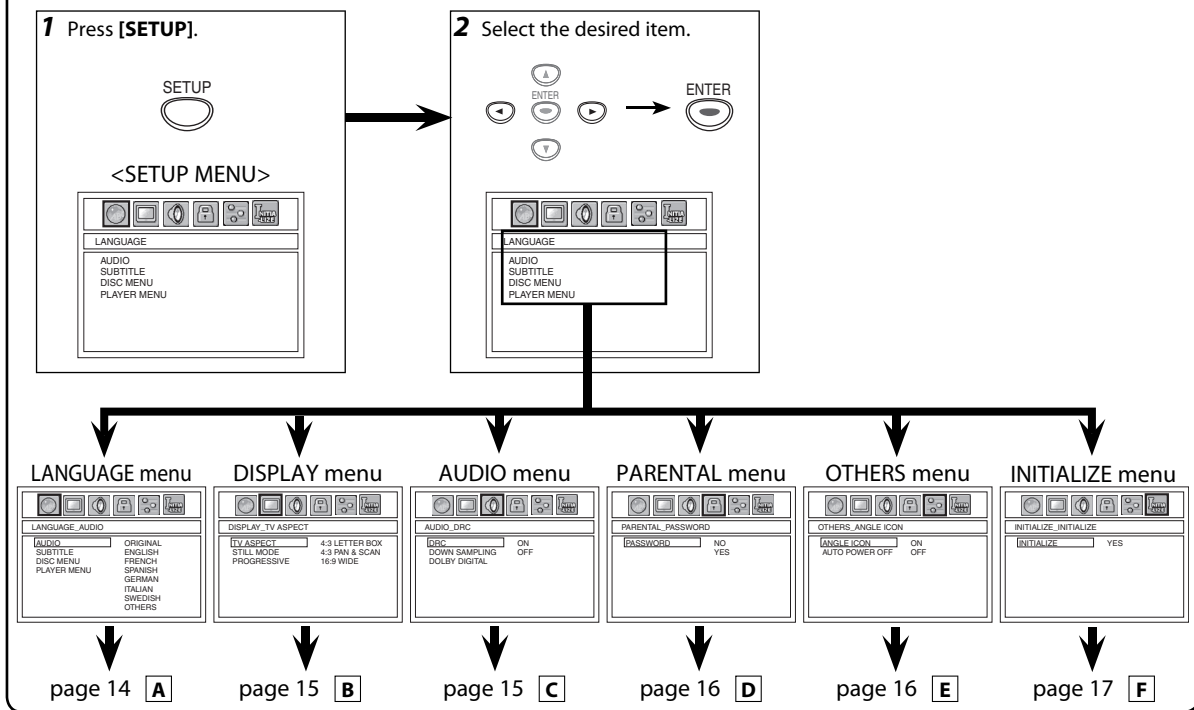 1 Press [SETUP].
SETUP
<SETUP MENU>
INITIA
-LIZE
LANGUAGE
AUDIO
SUBTITLE
DISC MENU
PLAYER MENU
2 Select the desired item.
ENTER
ENTER
INITIA
-LIZE
LANGUAGE
AUDIO
SUBTITLE
DISC MENU
PLAYER MENU
LANGUAGE menu
LANGUAGE_AUDIO
AUDIO ORIGINAL
SUBTITLE ENGLISH
DISC MENU FRENCH
PLAYER MENU SPANISH
GERMAN
ITALIAN
SWEDISH
OTHERS
page 14 A
DISPLAY menu
DISPLAY_TV ASPECT
TV ASPECT 4:3 LETTER BOX
STILL MODE 4:3 PAN & SCAN
PROGRESSIVE 16:9 WIDE
page 15 B
AUDIO menu
AUDIO_DRC
DRC ON
DOWN SAMPLING OFF
DOLBY DIGITAL
page 15 C
PARENTAL menu
PARENTAL_PASSWORD
PASSWORD NO
YES
page 16 D
OTHERS menu
OTHERS_ANGLE ICON
ANGLE ICON ON
AUTO POWER OFF OFF
page 16 E
INITIALIZE menu
INITIALIZE_INITIALIZE
INITIALIZE YES
page 17 F